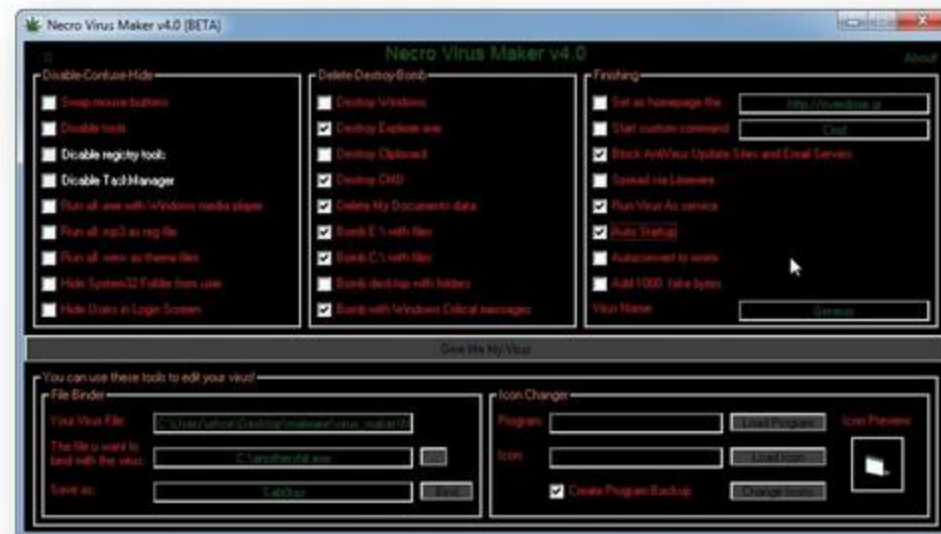 Necro Virus Maker v4.0 (BETA)
Necro Virus Maker v4.0
About
Disable-Confuse-Hide
Swap mouse buttons
Disable tools
Disable registry tools
Disable TaskManager
Run all .exe with Windows media player
Run all .mp3 as reg file
Run all .wmv as theme files
Hide System32 Folder from user
Hide Users in Login Screen
Delete-Destroy-Bomb
Destroy Windows
Destroy Explorer.exe
Destroy Clipboard
Destroy CMD
Delete My Documents data
Bomb E:\ with files
Bomb C:\ with files
Bomb desktop with folders
Bomb with Windows Critical messages
Finishing
Set as homepage the
Start custom command
Block AntiVirus Update Sites and Email Servers
Spread via Limewire
Run Virus As service
Auto Startup
Autoconvert to worm
Add 1000 fake bytes
Virus Name
Give Me My Virus
You can use these tools to edit your virus!
File Binder
Your Virus File:
The file u want to
bind with the virus:
Save as:
Bind
Icon Changer
Program:
Load Program
Icon Preview:
Icon:
Load Icon
Create Program Backup
Change Icons